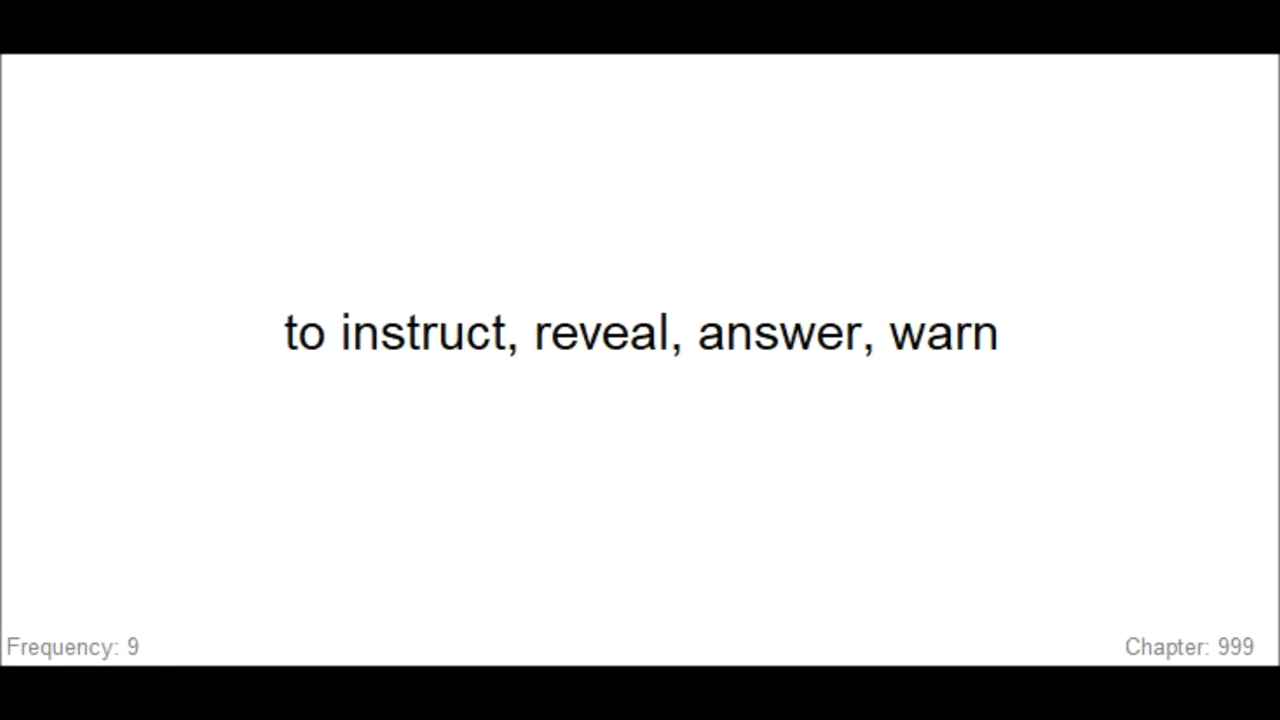 to instruct, reveal, answer, warn
Frequency: 9
Chapter: 999